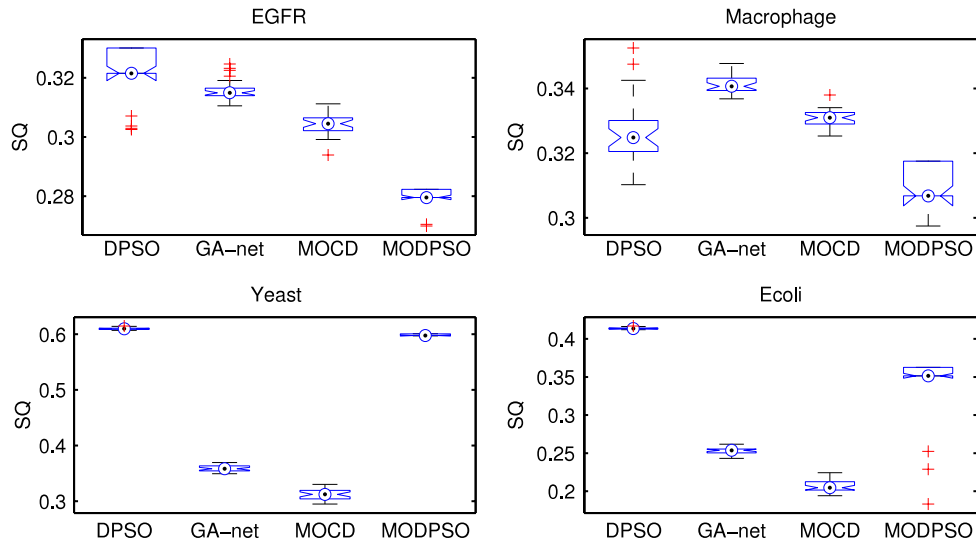 EGFR
SQ
0.32
0.3
0.28
DPSO GA-net MOCD MODPSO
Macrophage
SQ
0.34
0.32
0.3
DPSO GA-net MOCD MODPSO
Yeast
SQ
0.6
0.5
0.4
0.3
DPSO GA-net MOCD MODPSO
Ecoli
SQ
0.4
0.35
0.25
0.2
DPSO GA-net MOCD MODPSO